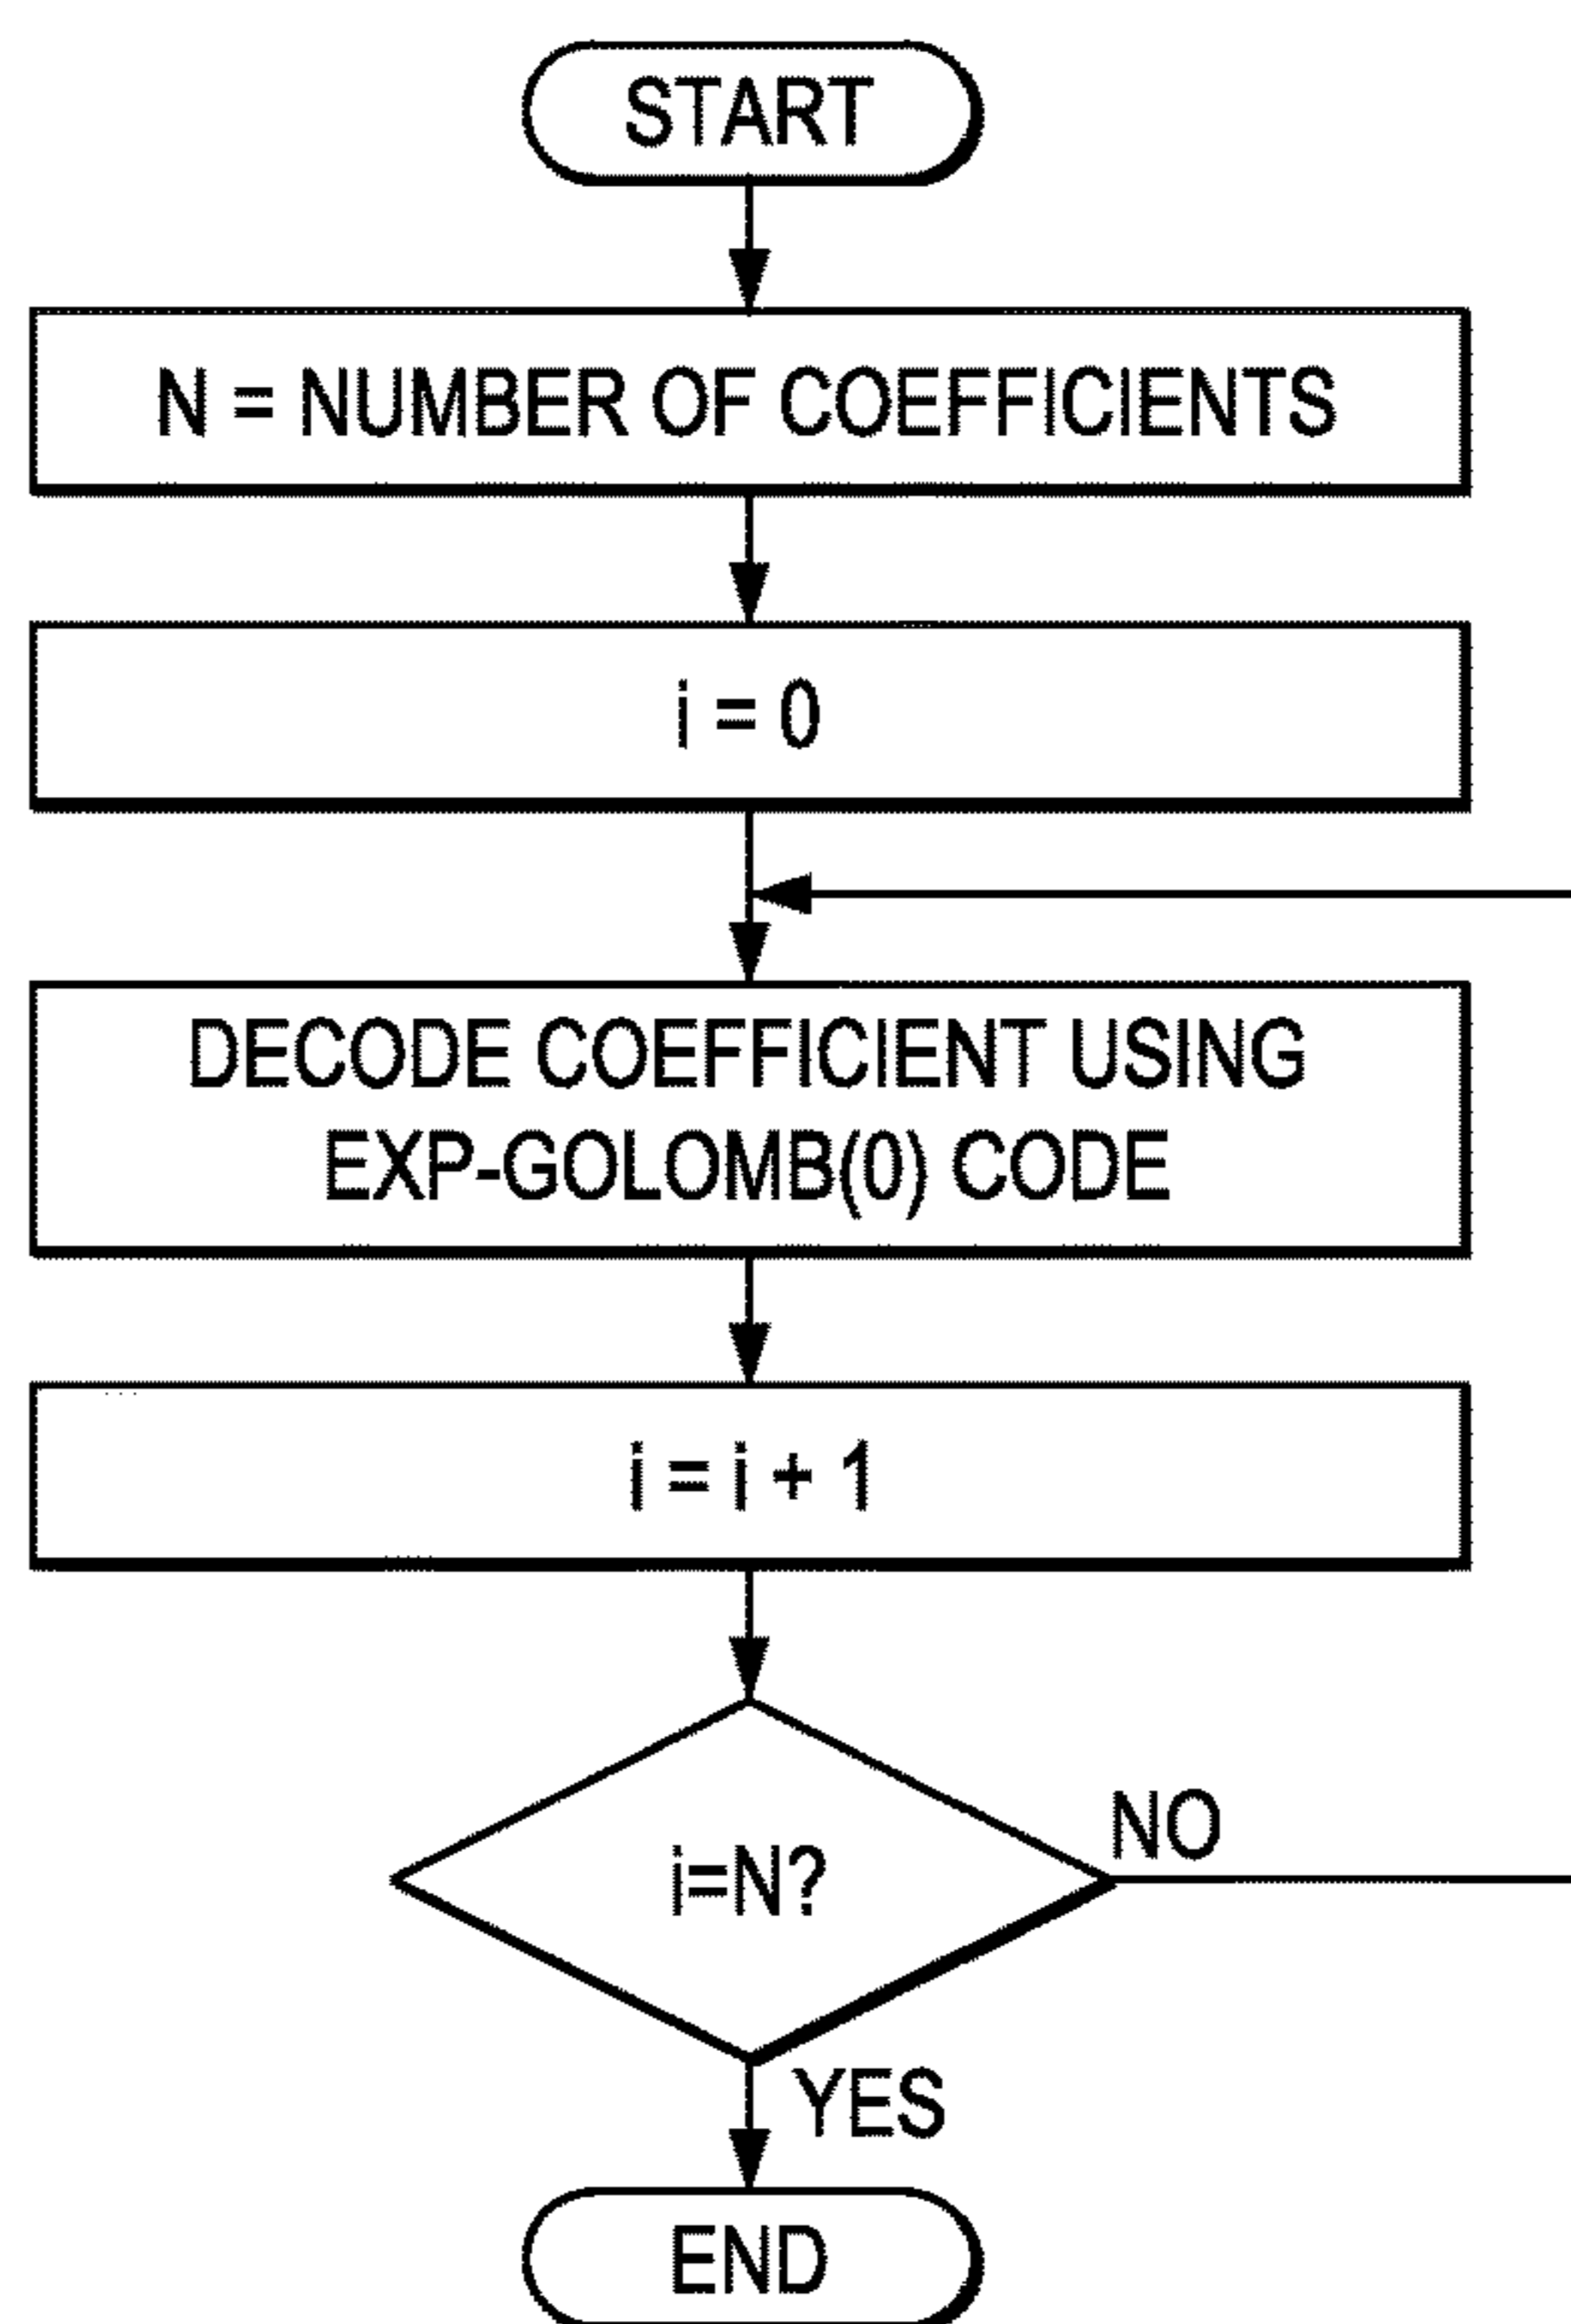 START
N = NUMBER OF COEFFICIENTS
i = 0
DECODE COEFFICIENT USING
EXP-GOLOMB(0) CODE
i = i + 1
i=N?
NO
YES
END